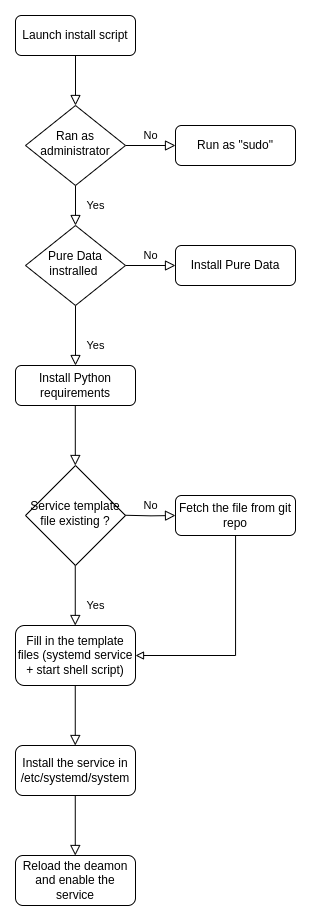 Launch install script
Ran as
administrator
No
Run as "sudo"
Yes
Pure Data
instralled
No
Install Pure Data
Yes
Install Python
requirements
Service template
file existing ?
No
Fetch the file from git
repo
Yes
Fill in the template
files (systemd service
+ start shell script)
Install the service in
/etc/systemd/system
Reload the deamon
and enable the
service